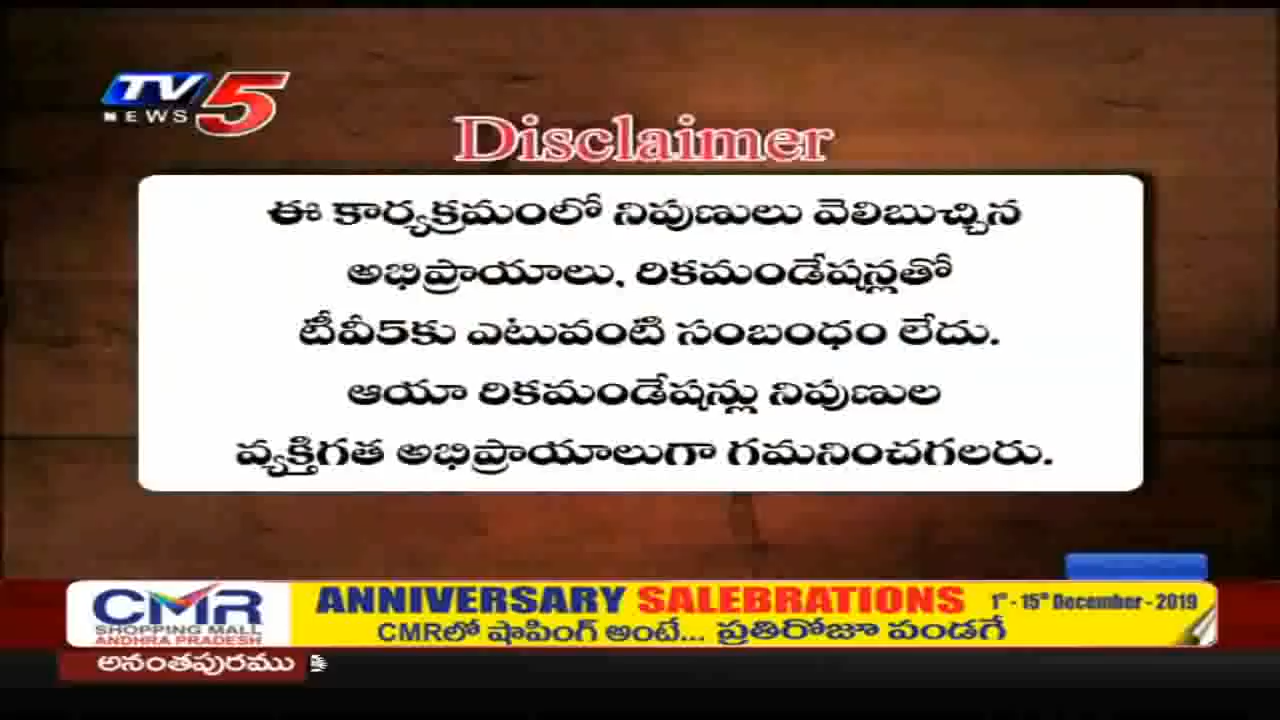 TV5
NEWS
Disclaimer
ఈ కార్యక్రమంలో నిపుణులు వెలిబుచ్చిన
అభిప్రాయాలు, రికమండేషన్లతో
టీవీ5కు ఎటువంటి సంబంధం లేదు.
ఆయా రికమండేషన్లు నిపుణుల
వ్యక్తిగత అభిప్రాయాలుగా గమనించగలరు.
CMR
SHOPPING MALL
ANDHRA PRADESH
ANNIVERSARY SALEBRATIONS 1st - 15th December - 2019
CMRలో షాపింగ్ అంటే... ప్రతిరోజూ పండగే
అనంతపురము